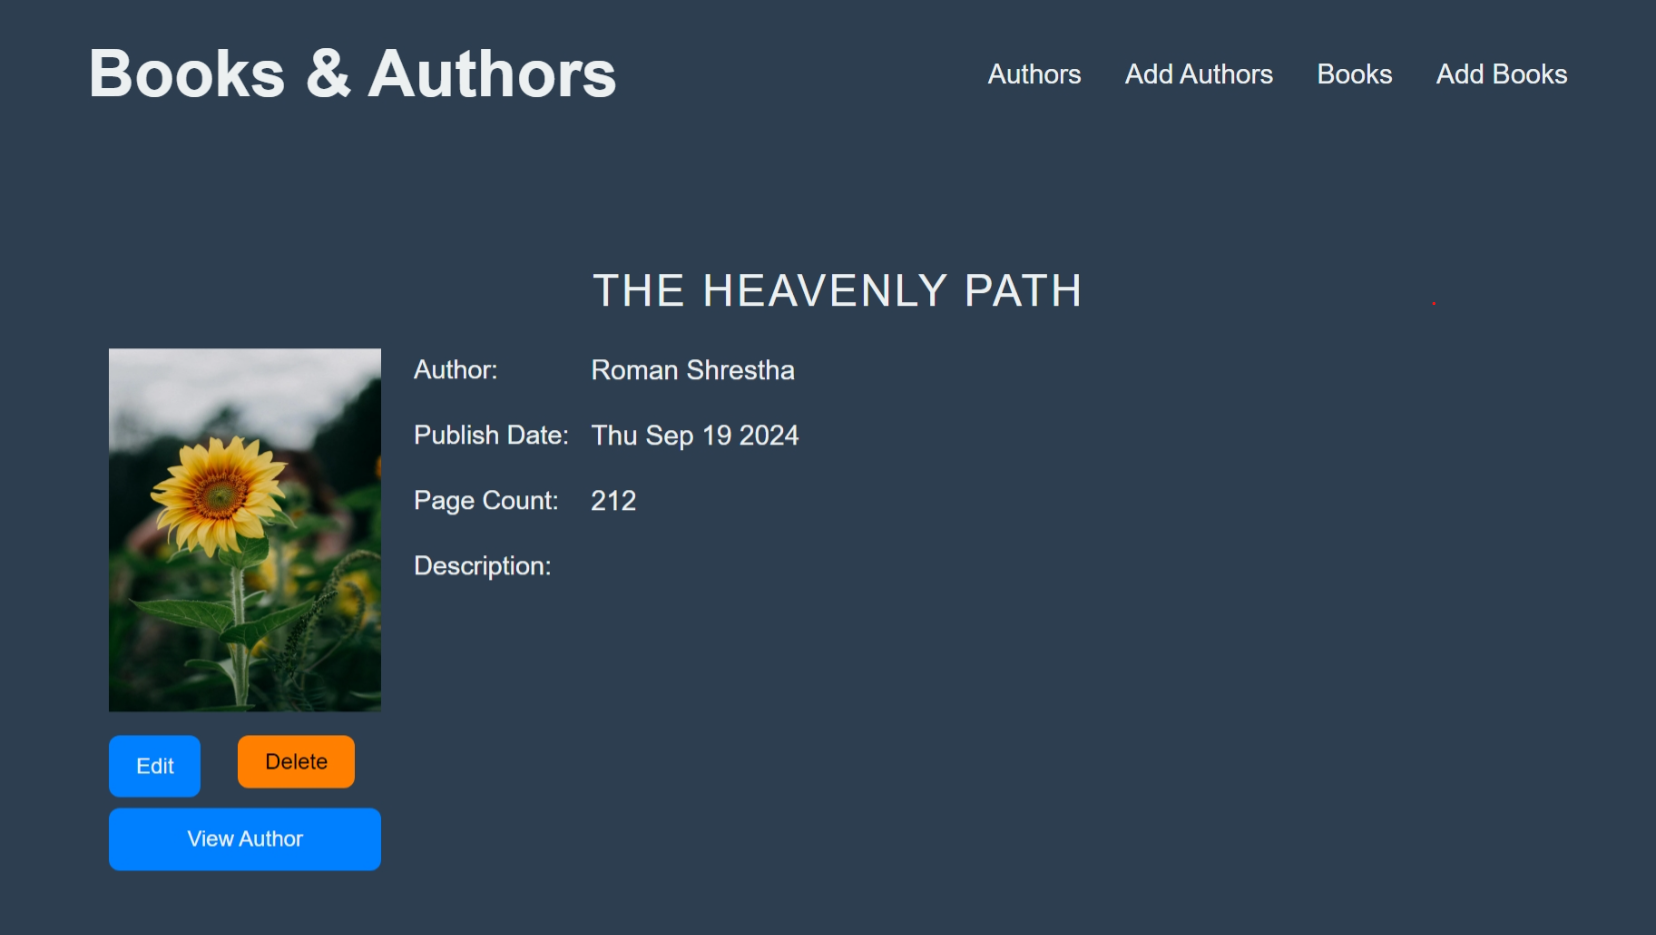 Books & Authors
Authors Add Authors Books Add Books
THE HEAVENLY PATH
Author: Roman Shrestha
Publish Date: Thu Sep 19 2024
Page Count: 212
Description:
Edit Delete
View Author